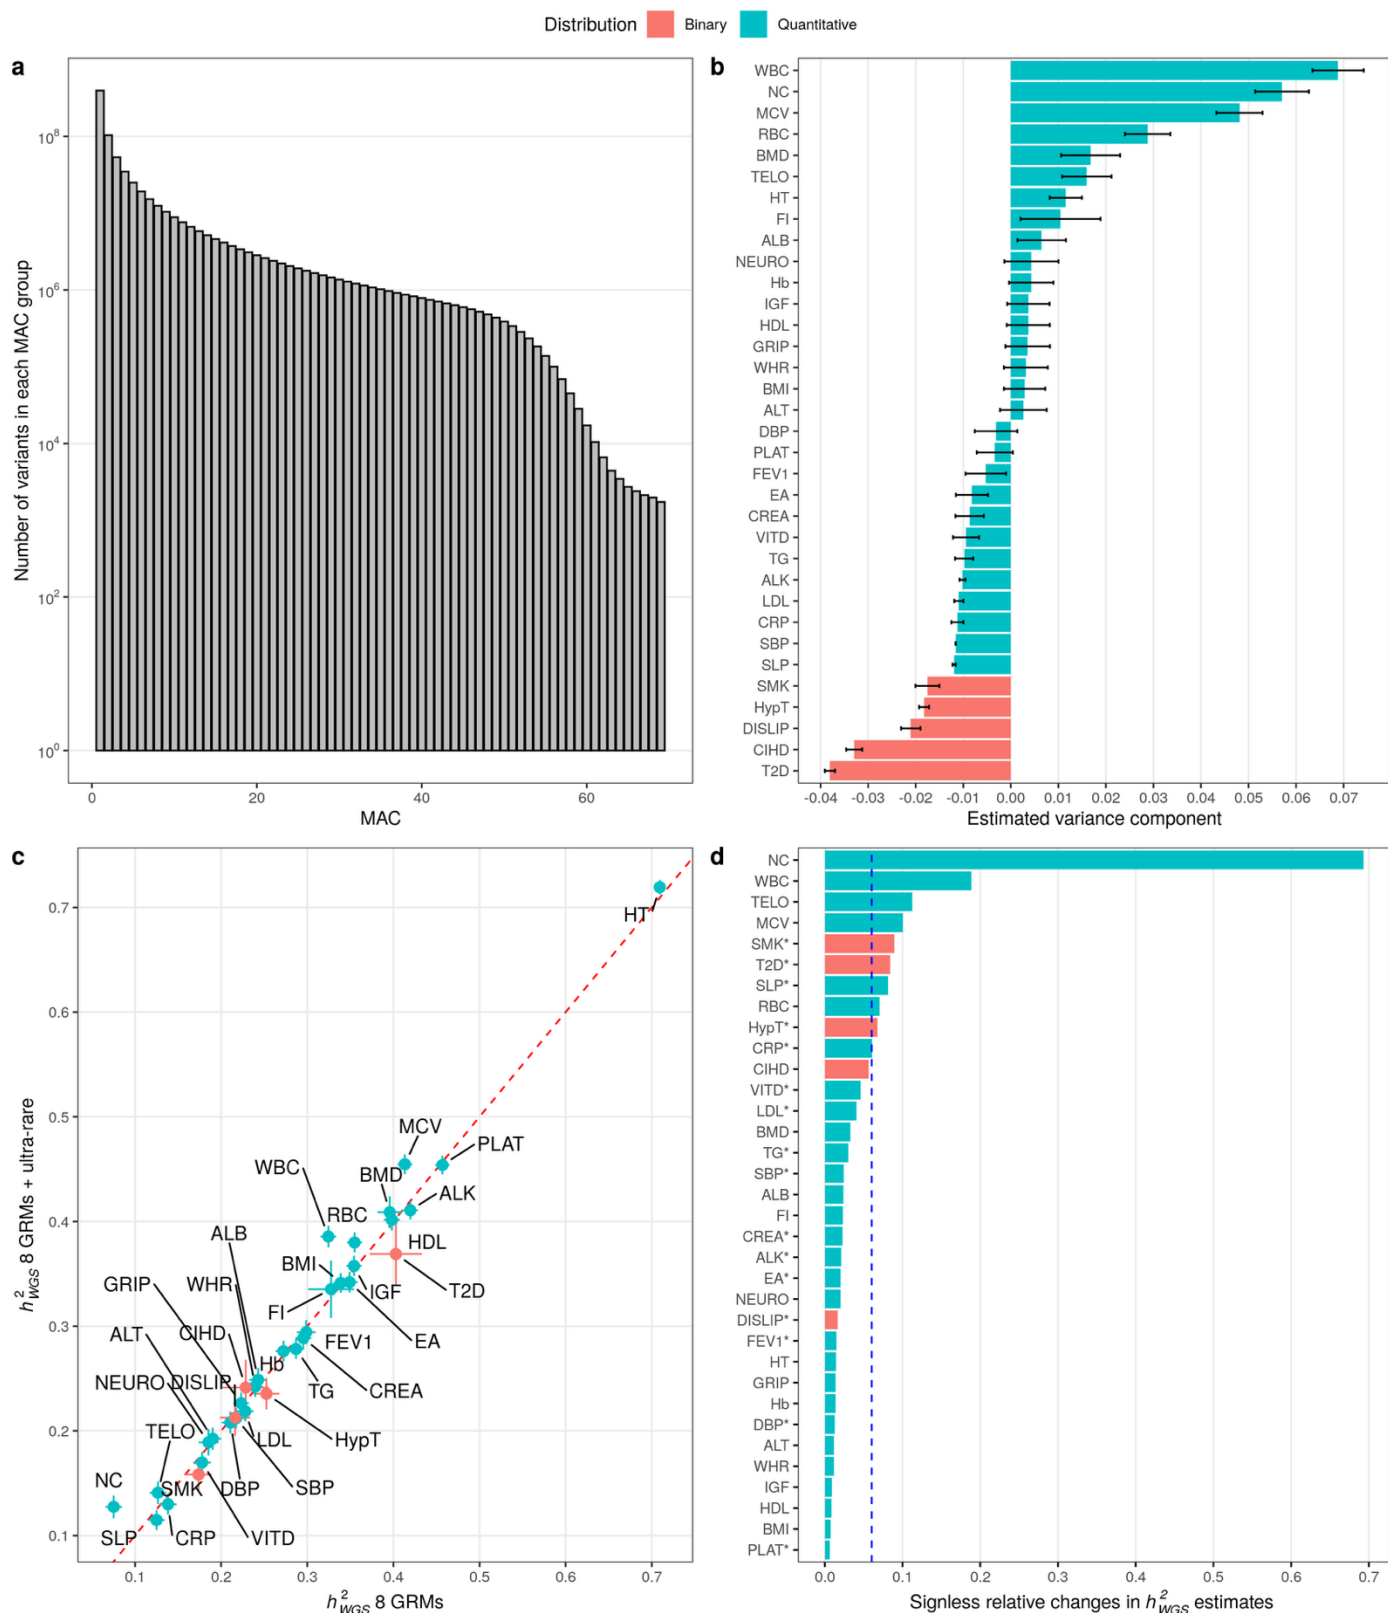 Distribution Binary Quantitative
a
Number of variants in each MAC group
10⁸
10⁶
10⁴
10²
10⁰
0 20 40 60
MAC
b
WBC
NC
MCV
RBC
BMD
TELO
HT
FI
ALB
NEURO
Hb
IGF
HDL
GRIP
WHR
BMI
ALT
DBP
PLAT
FEV1
EA
CREA
VITD
TG
ALK
LDL
CRP
SBP
SLP
SMK
HypT
DISLIP
CIHD
T2D
-0.04 -0.03 -0.02 -0.01 0.00 0.01 0.02 0.03 0.04 0.05 0.06 0.07
Estimated variance component
c
h²WGS 8 GRMs + ultra-rare
0.7
0.6
0.5
0.4
0.3
0.2
0.1
HT
MCV
PLAT
WBC
BMD
ALK
RBC
ALB
HDL
BMI
GRIP
WHR
IGF
T2D
FI
ALT
CIHD
FEV1
EA
Hb
NEURO
DISLIP
TG
CREA
TELO
LDL
HypT
NC
SMK
DBP
SBP
SLP
CRP
VITD
0.1 0.2 0.3 0.4 0.5 0.6 0.7
h²WGS 8 GRMs
d
NC
WBC
TELO
MCV
SMK*
T2D*
SLP*
RBC
HypT*
CRP*
CIHD
VITD*
LDL*
BMD
TG*
SBP*
ALB
FI
CREA*
ALK*
EA*
NEURO
DISLIP*
FEV1*
HT
GRIP
Hb
DBP*
ALT
WHR
IGF
HDL
BMI
PLAT*
0.0 0.1 0.2 0.3 0.4 0.5 0.6 0.7
Signless relative changes in h²WGS estimates